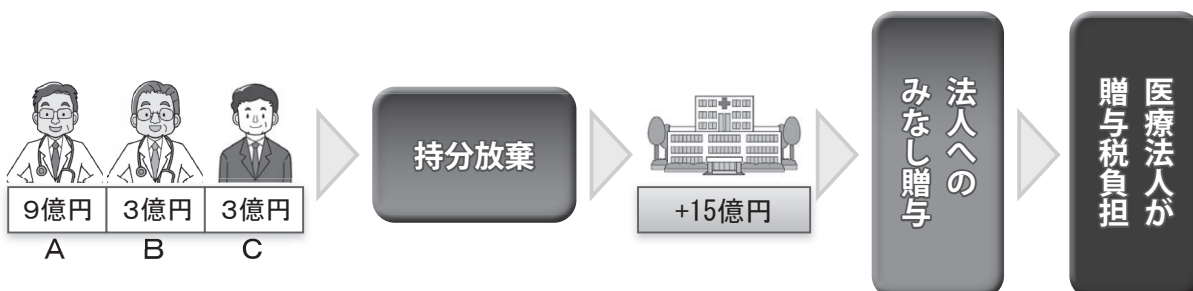 9億円
3億円
3億円
A
B
C
持分放棄
+15億円
法人への
みなし贈与
医療法人が
贈与税負担